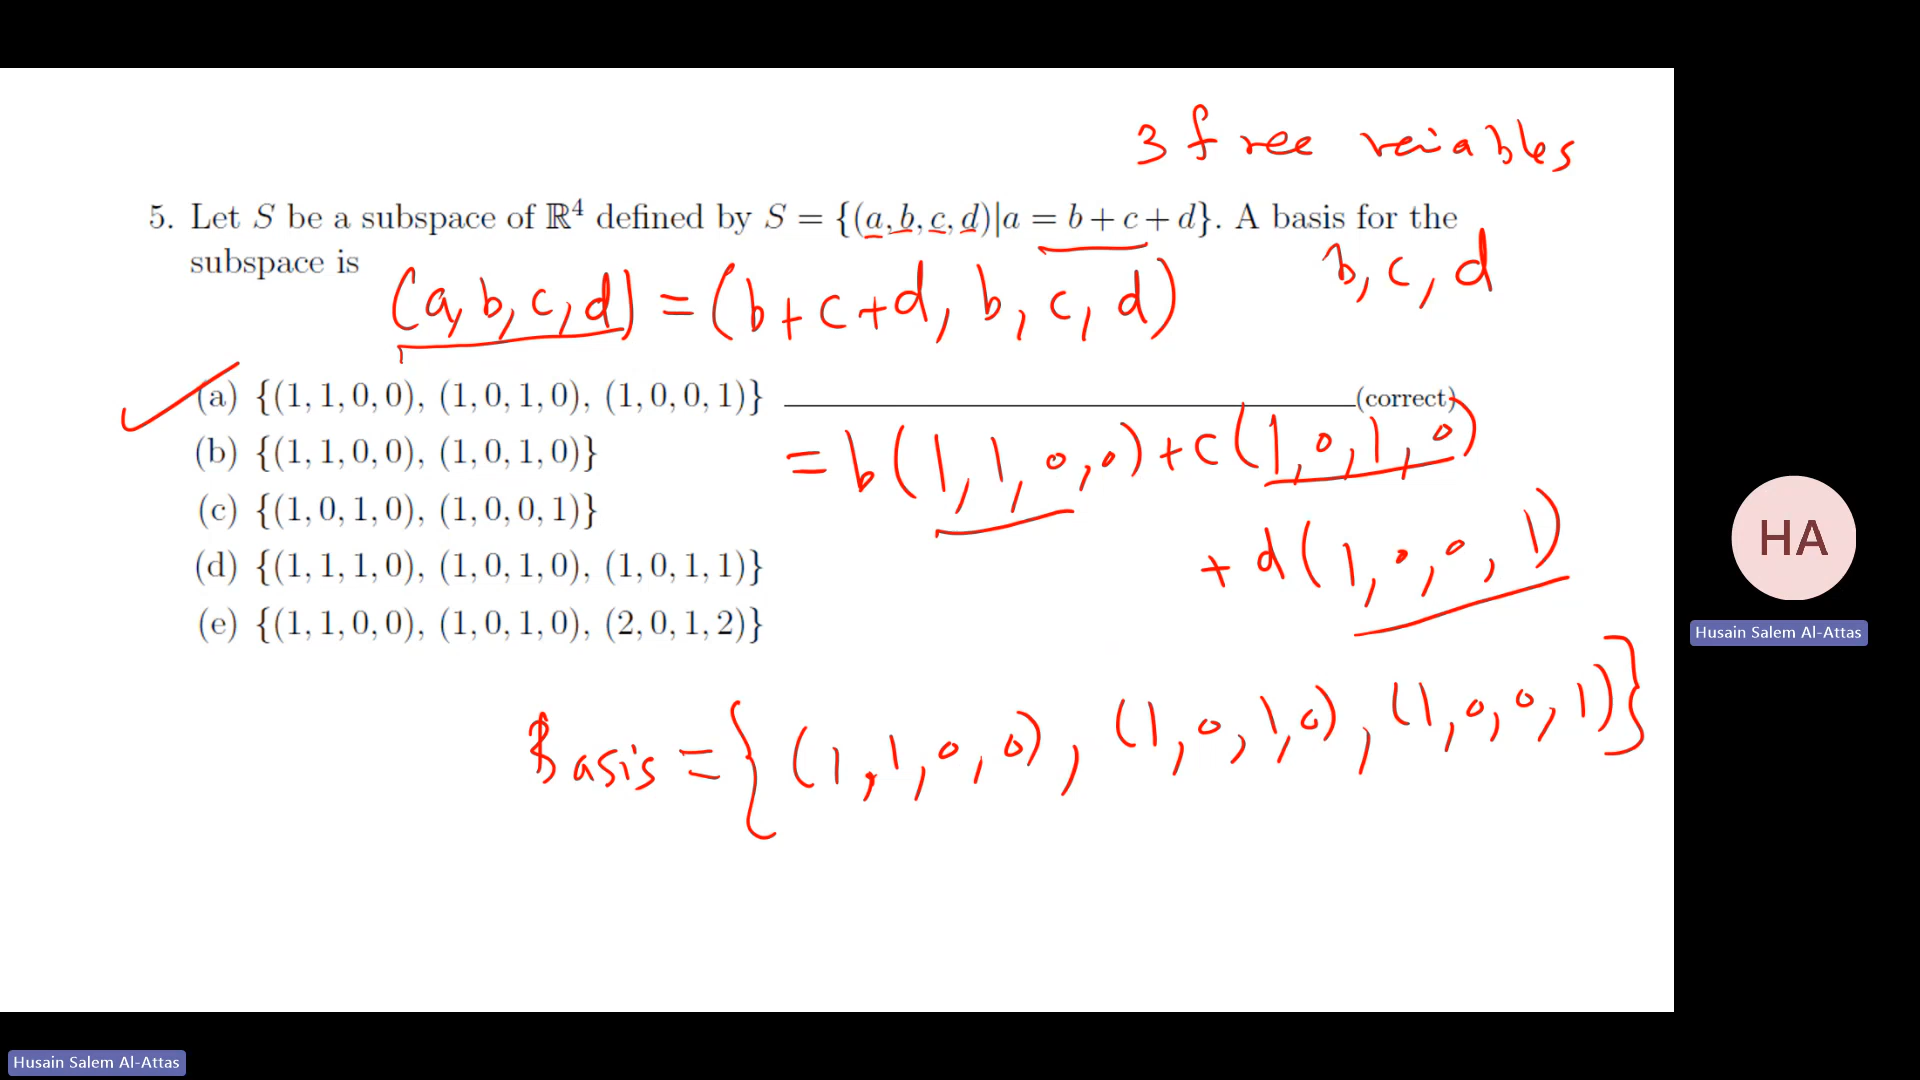 3 free variables
5. Let S be a subspace of ℝ⁴ defined by S = {(a, b, c, d)|a = b + c + d}. A basis for the
subspace is
b, c, d
(a, b, c, d) = (b+c+d, b, c, d)
(a) {(1, 1, 0, 0), (1, 0, 1, 0), (1, 0, 0, 1)} (correct)
(b) {(1, 1, 0, 0), (1, 0, 1, 0)}
= b(1, 1, 0, 0) + c(1, 0, 1, 0)
(c) {(1, 0, 1, 0), (1, 0, 0, 1)}
+ d(1, 0, 0, 1)
(d) {(1, 1, 1, 0), (1, 0, 1, 0), (1, 0, 1, 1)}
(e) {(1, 1, 0, 0), (1, 0, 1, 0), (2, 0, 1, 2)}
Basis = {(1, 1, 0, 0), (1, 0, 1, 0), (1, 0, 0, 1)}
HA
Husain Salem Al-Attas
Husain Salem Al-Attas